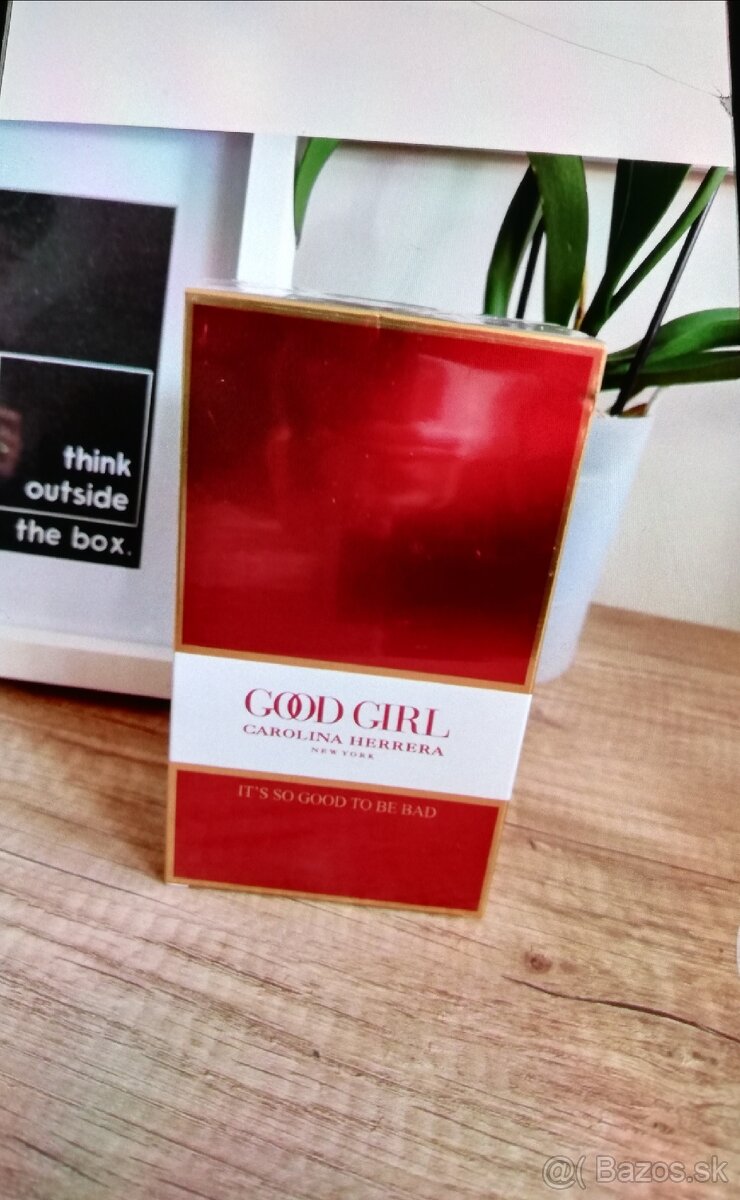 think
outside
the box.
GOOD GIRL
CAROLINA HERRERA
NEW YORK
IT'S SO GOOD TO BE BAD
@( Bazos.sk